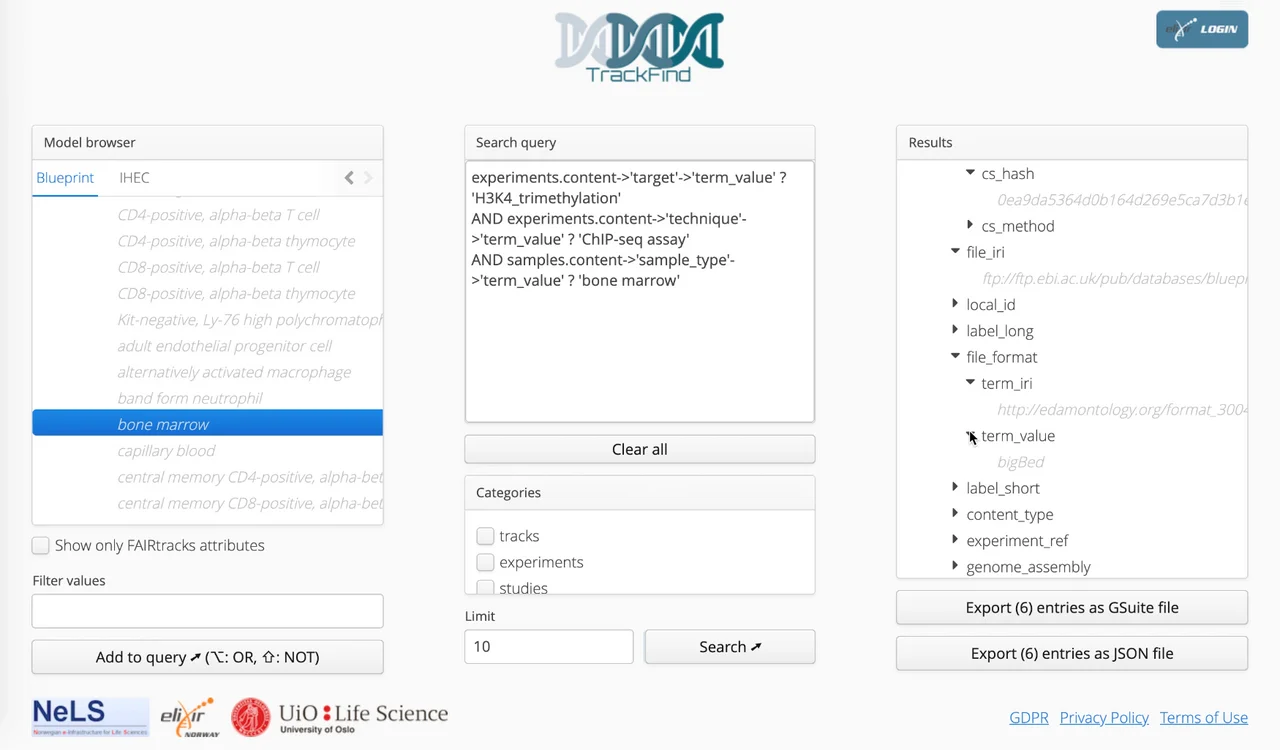 TrackFind
elixir LOGIN
Model browser
Blueprint IHEC
CD4-positive, alpha-beta T cell
CD4-positive, alpha-beta thymocyte
CD8-positive, alpha-beta T cell
CD8-positive, alpha-beta thymocyte
Kit-negative, Ly-76 high polychromatoph
adult endothelial progenitor cell
alternatively activated macrophage
band form neutrophil
bone marrow
capillary blood
central memory CD4-positive, alpha-bet
central memory CD8-positive, alpha-bet
Show only FAIRtracks attributes
Filter values
Add to query ➚ (⌥: OR, ⇧: NOT)
Search query
experiments.content->'target'->'term_value' ?
'H3K4_trimethylation'
AND experiments.content->'technique'-
>'term_value' ? 'ChIP-seq assay'
AND samples.content->'sample_type'-
>'term_value' ? 'bone marrow'
Clear all
Categories
tracks
experiments
studies
Limit
10
Search ➚
Results
cs_hash
0ea9da5364d0b164d269e5ca7d3b1e
cs_method
file_iri
ftp://ftp.ebi.ac.uk/pub/databases/bluepri
local_id
label_long
file_format
term_iri
http://edamontology.org/format_3004
term_value
bigBed
label_short
content_type
experiment_ref
genome_assembly
Export (6) entries as GSuite file
Export (6) entries as JSON file
NeLS
Norwegian e-Infrastructure for Life Sciences
elixir
NORWAY
UiO Life Science
University of Oslo
GDPR Privacy Policy Terms of Use